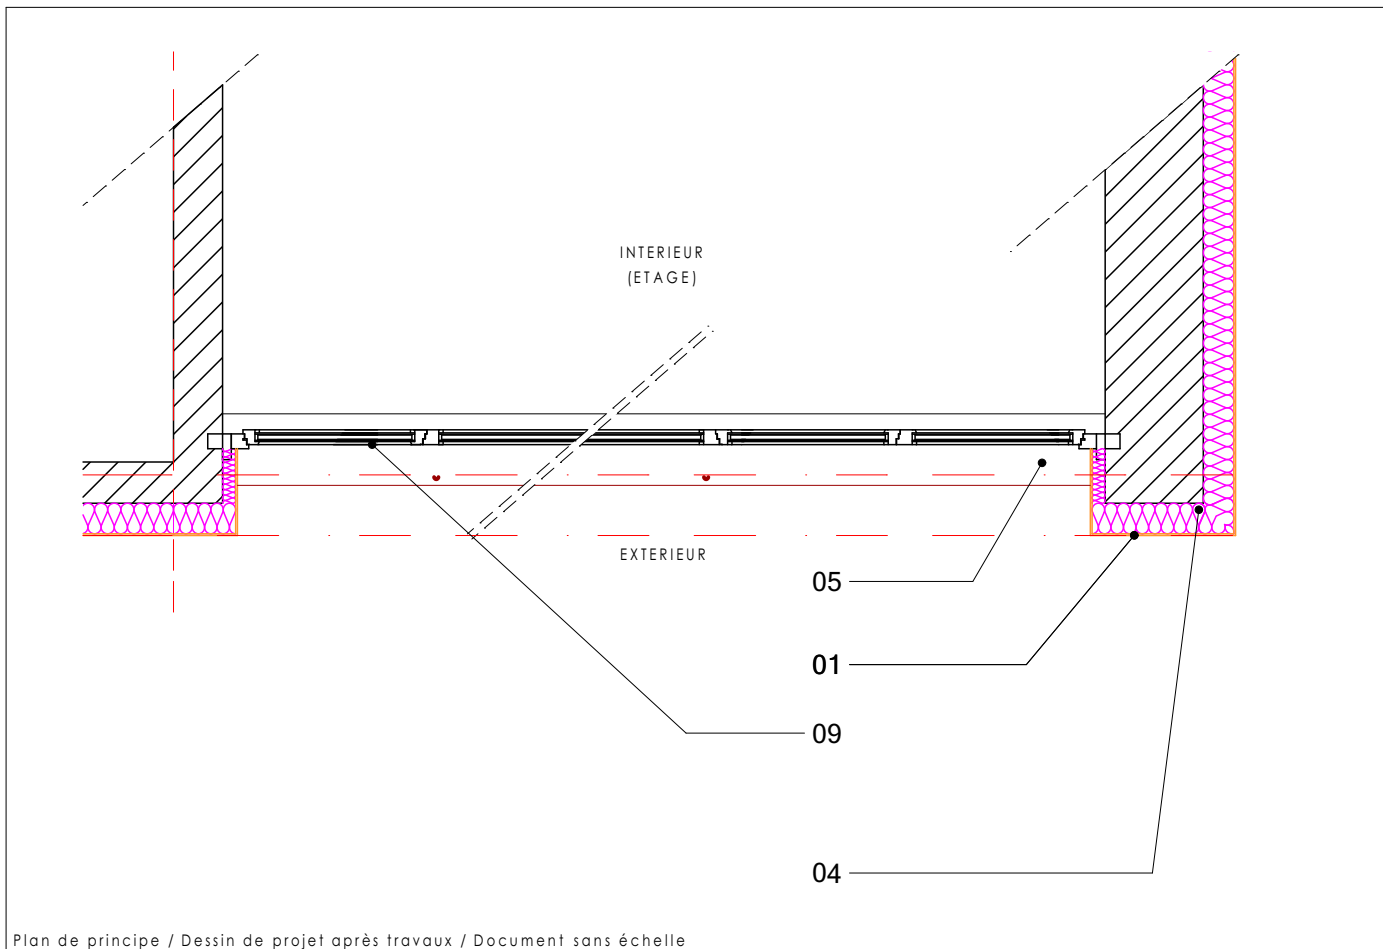 INTERIEUR
(ETAGE)
EXTERIEUR
05
01
09
04
Plan de principe / Dessin de projet après travaux / Document sans échelle